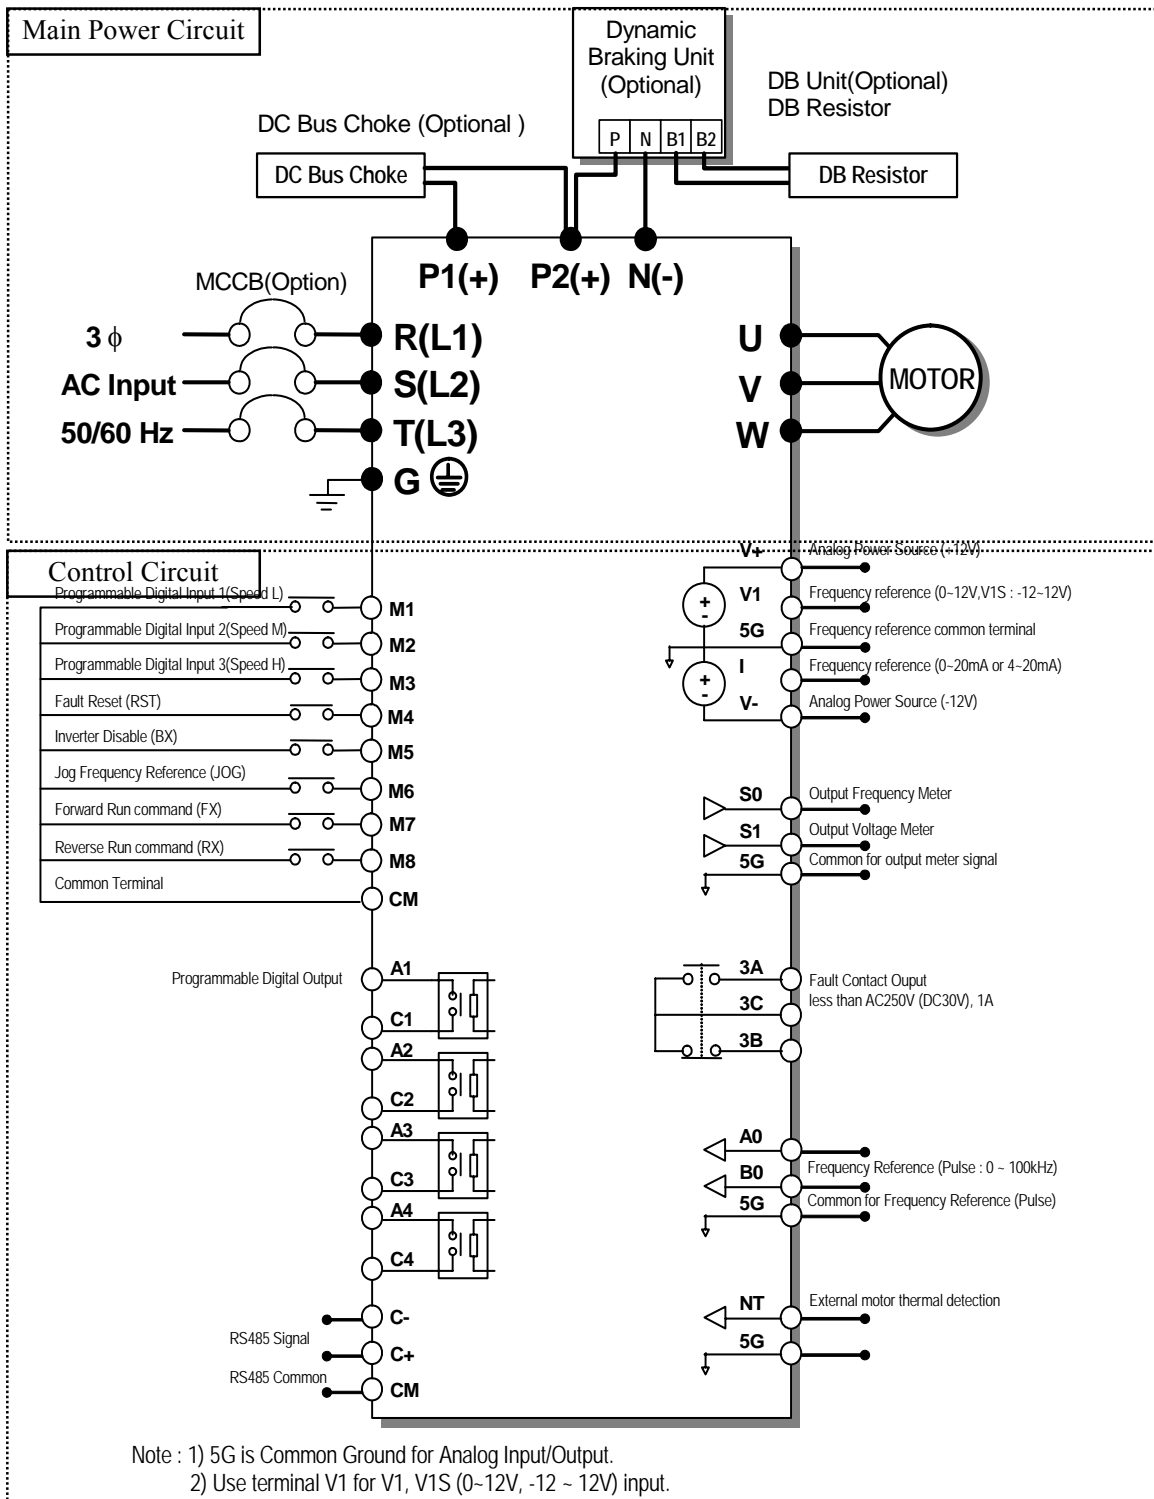 Main Power Circuit
Dynamic
Braking Unit
(Optional)
P N B1 B2
DB Unit(Optional)
DB Resistor
DC Bus Choke (Optional )
DC Bus Choke
DB Resistor
P1(+) P2(+) N(-)
MCCB(Option)
3 ϕ
AC Input
50/60 Hz
R(L1)
S(L2)
T(L3)
G
U
V
W
MOTOR
Control Circuit
Programmable Digital Input 1(Speed L)
M1
Programmable Digital Input 2(Speed M)
M2
Programmable Digital Input 3(Speed H)
M3
Fault Reset (RST)
M4
Inverter Disable (BX)
M5
Jog Frequency Reference (JOG)
M6
Forward Run command (FX)
M7
Reverse Run command (RX)
M8
Common Terminal
CM
V+ Analog Power Source (+12V)
V1 Frequency reference (0~12V,V1S : -12~12V)
5G Frequency reference common terminal
I Frequency reference (0~20mA or 4~20mA)
V- Analog Power Source (-12V)
+
-
+
-
S0 Output Frequency Meter
S1 Output Voltage Meter
5G Common for output meter signal
Programmable Digital Output
A1
C1
A2
C2
A3
C3
A4
C4
3A
3C
3B
Fault Contact Ouput
less than AC250V (DC30V), 1A
A0
B0
5G
Frequency Reference (Pulse : 0 ~ 100kHz)
Common for Frequency Reference (Pulse)
NT External motor thermal detection
5G
C-
RS485 Signal
C+
RS485 Common
CM
Note : 1) 5G is Common Ground for Analog Input/Output.
2) Use terminal V1 for V1, V1S (0~12V, -12 ~ 12V) input.